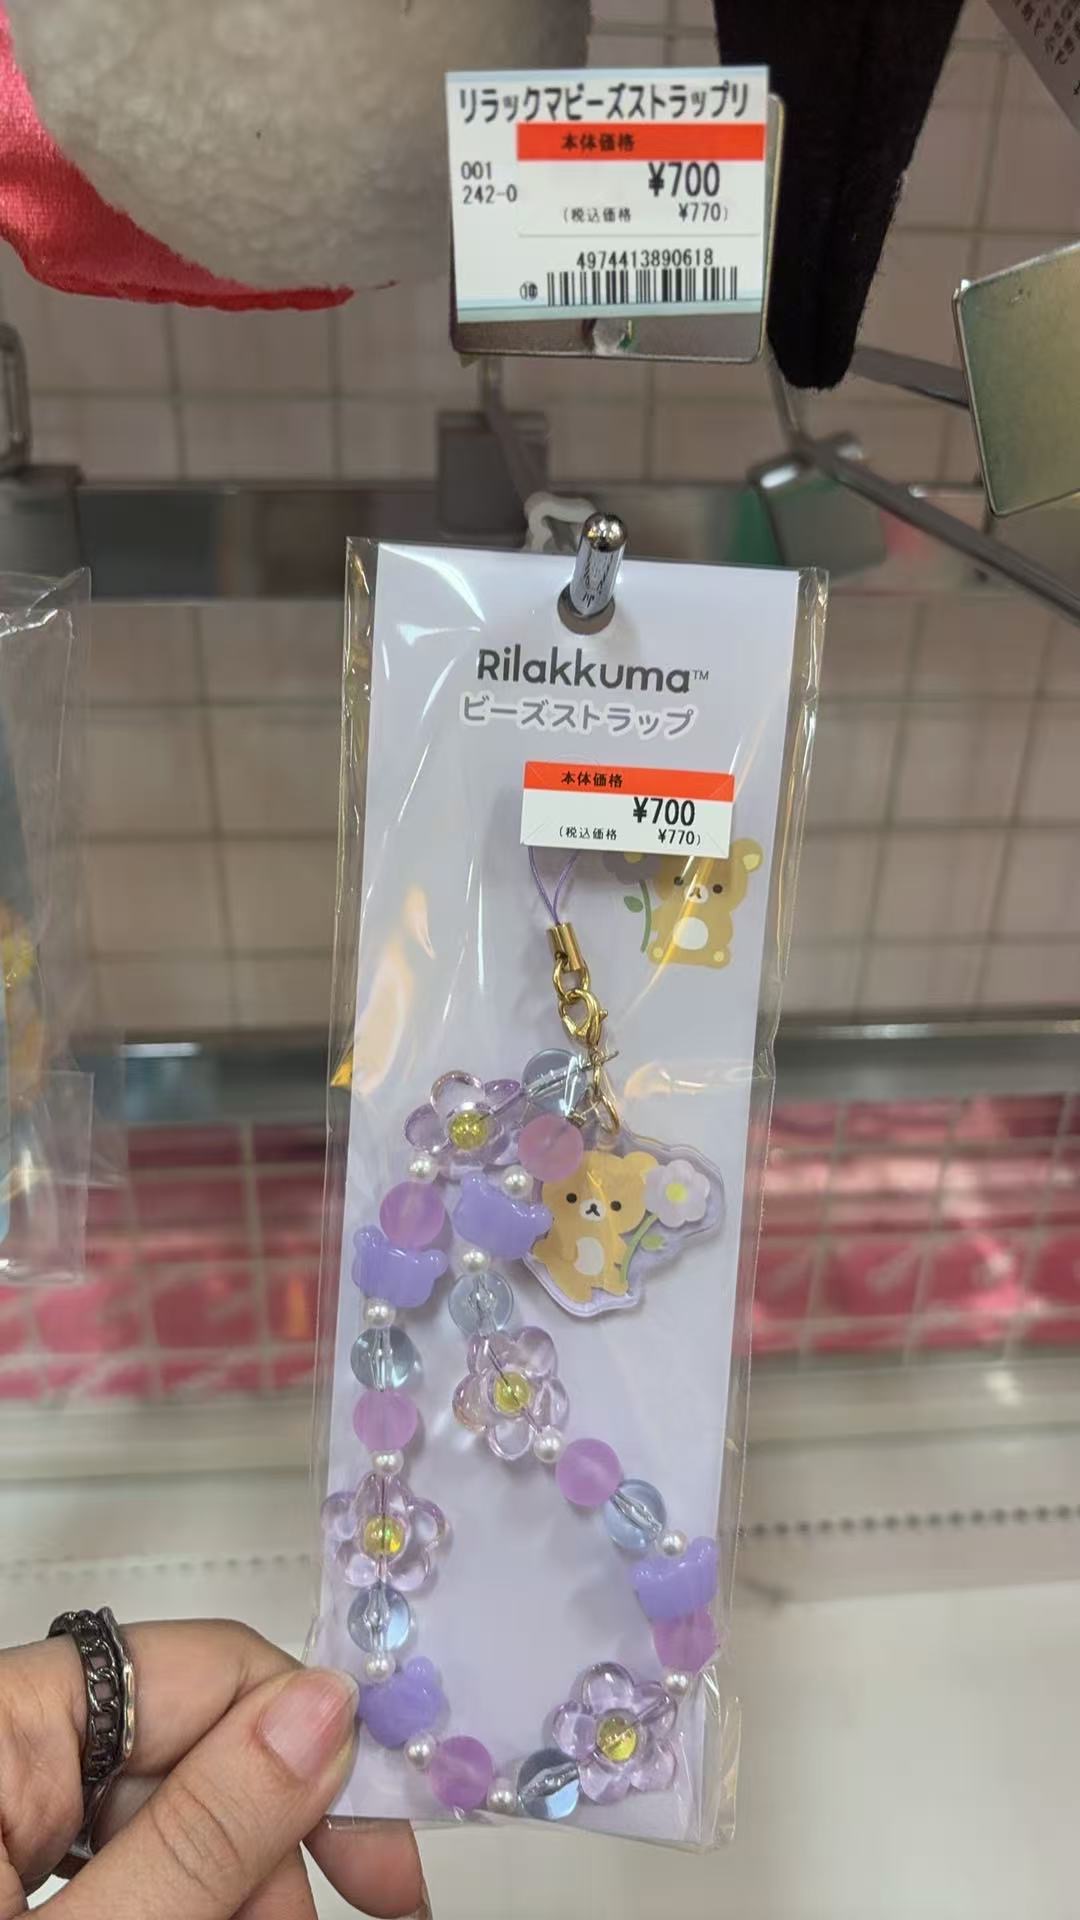 リラックマビーズストラップリ
本体価格
001
¥700
242-0
(税込価格 ¥770)
4974413890618
Rilakkuma™
ビーズストラップ
本体価格
¥700
(税込価格 ¥770)